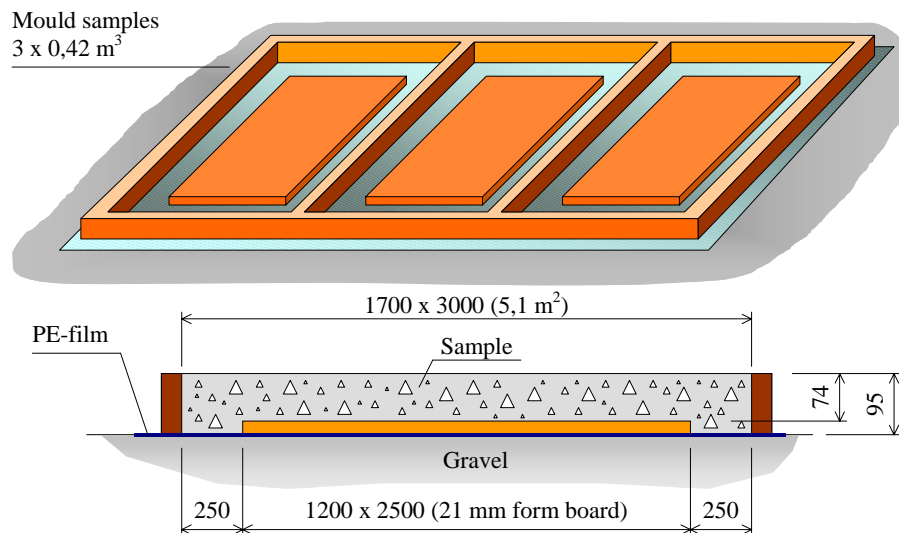 Mould samples
3 x 0,42 m³
1700 x 3000 (5,1 m²)
PE-film
Sample
74
95
Gravel
250
1200 x 2500 (21 mm form board)
250